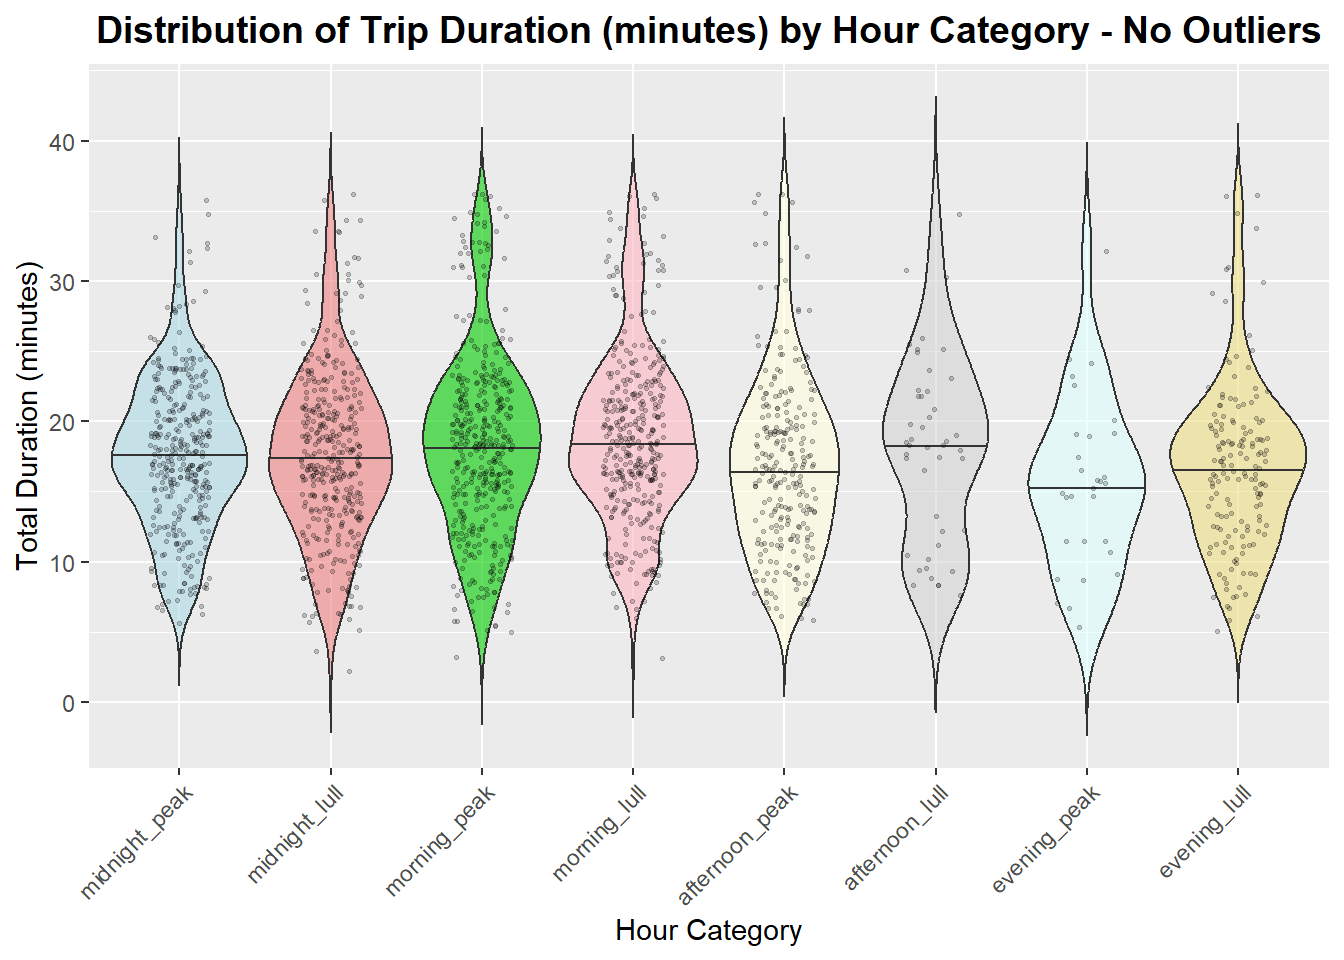 Distribution of Trip Duration (minutes) by Hour Category - No Outliers
Total Duration (minutes)
40
30
20
10
0
midnight_peak
midnight_lull
morning_peak
morning_lull
afternoon_peak
afternoon_lull
evening_peak
evening_lull
Hour Category